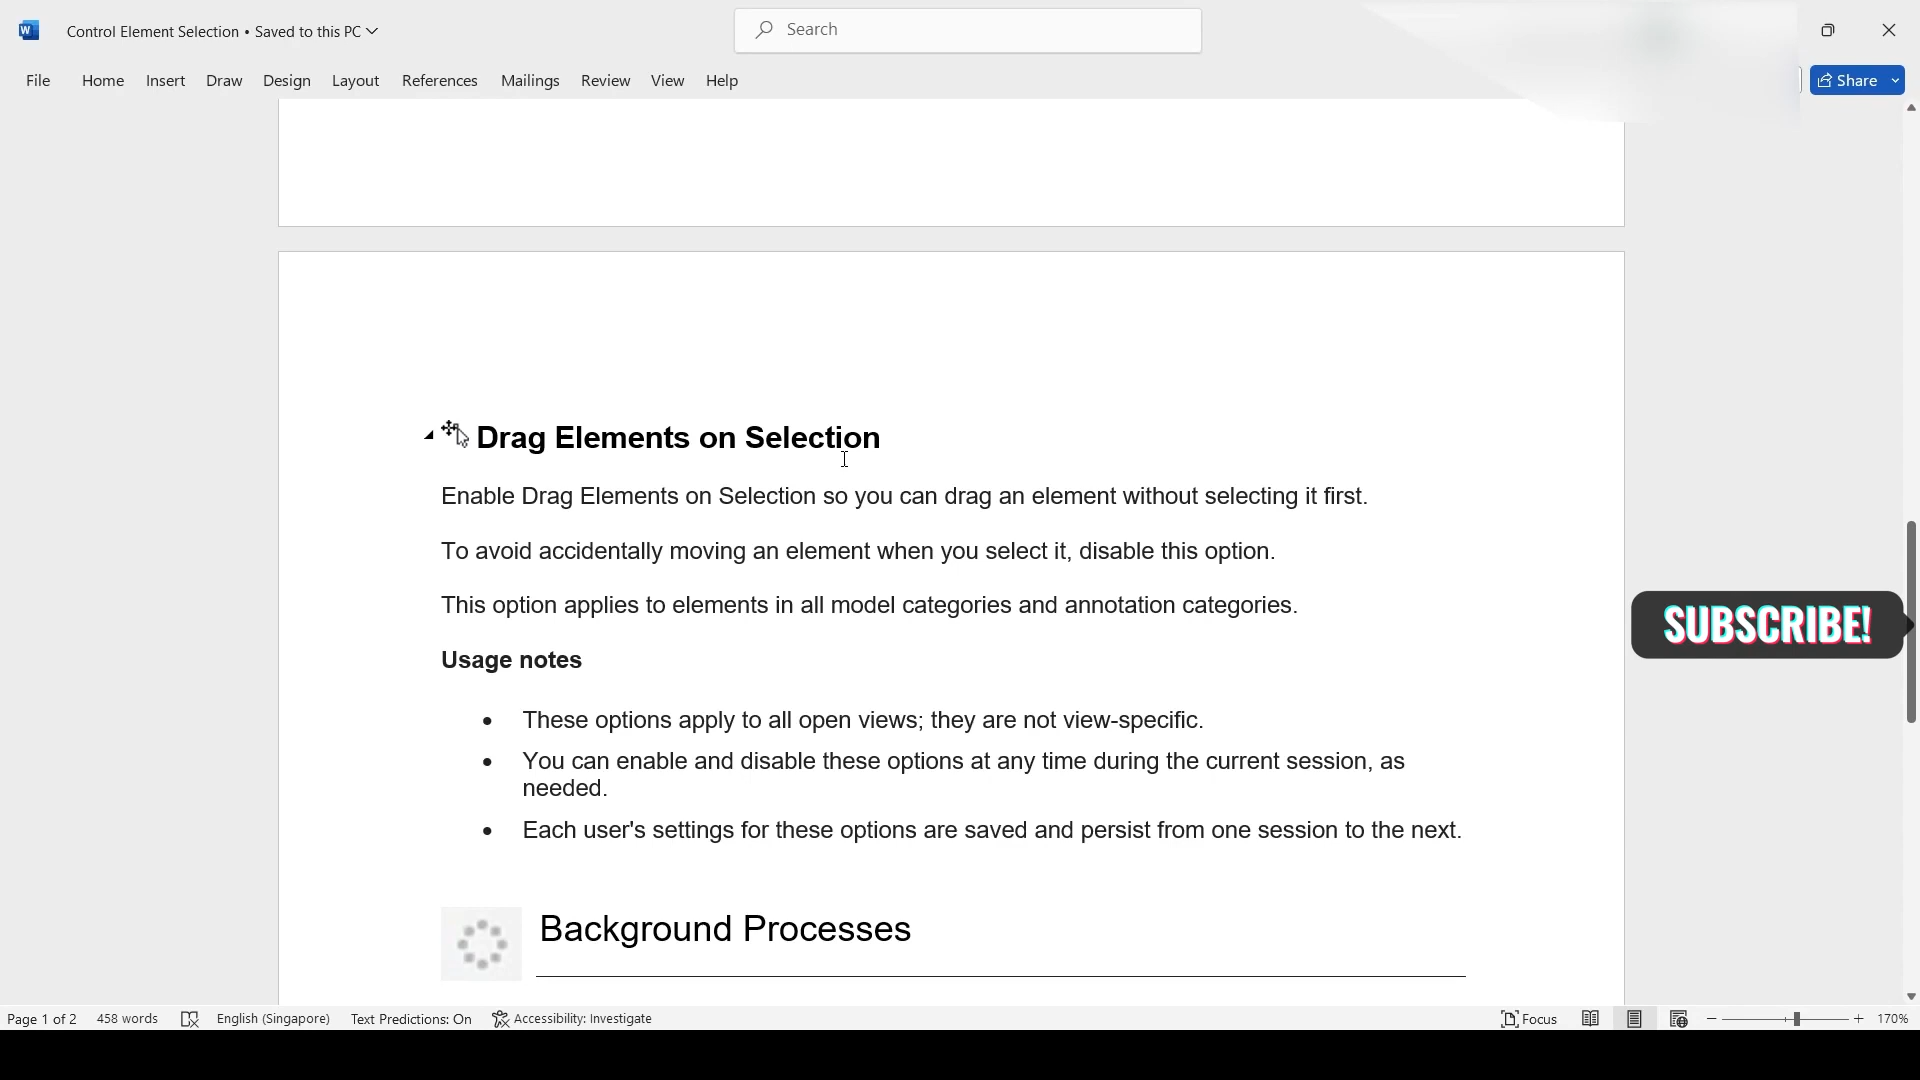 W
Control Element Selection • Saved to this PC
Search
File Home Insert Draw Design Layout References Mailings Review View Help
Share
Drag Elements on Selection
Enable Drag Elements on Selection so you can drag an element without selecting it first.
To avoid accidentally moving an element when you select it, disable this option.
This option applies to elements in all model categories and annotation categories.
SUBSCRIBE!
Usage notes
• These options apply to all open views; they are not view-specific.
• You can enable and disable these options at any time during the current session, as
needed.
• Each user's settings for these options are saved and persist from one session to the next.
Background Processes
Page 1 of 2 458 words English (Singapore) Text Predictions: On Accessibility: Investigate Focus 170%